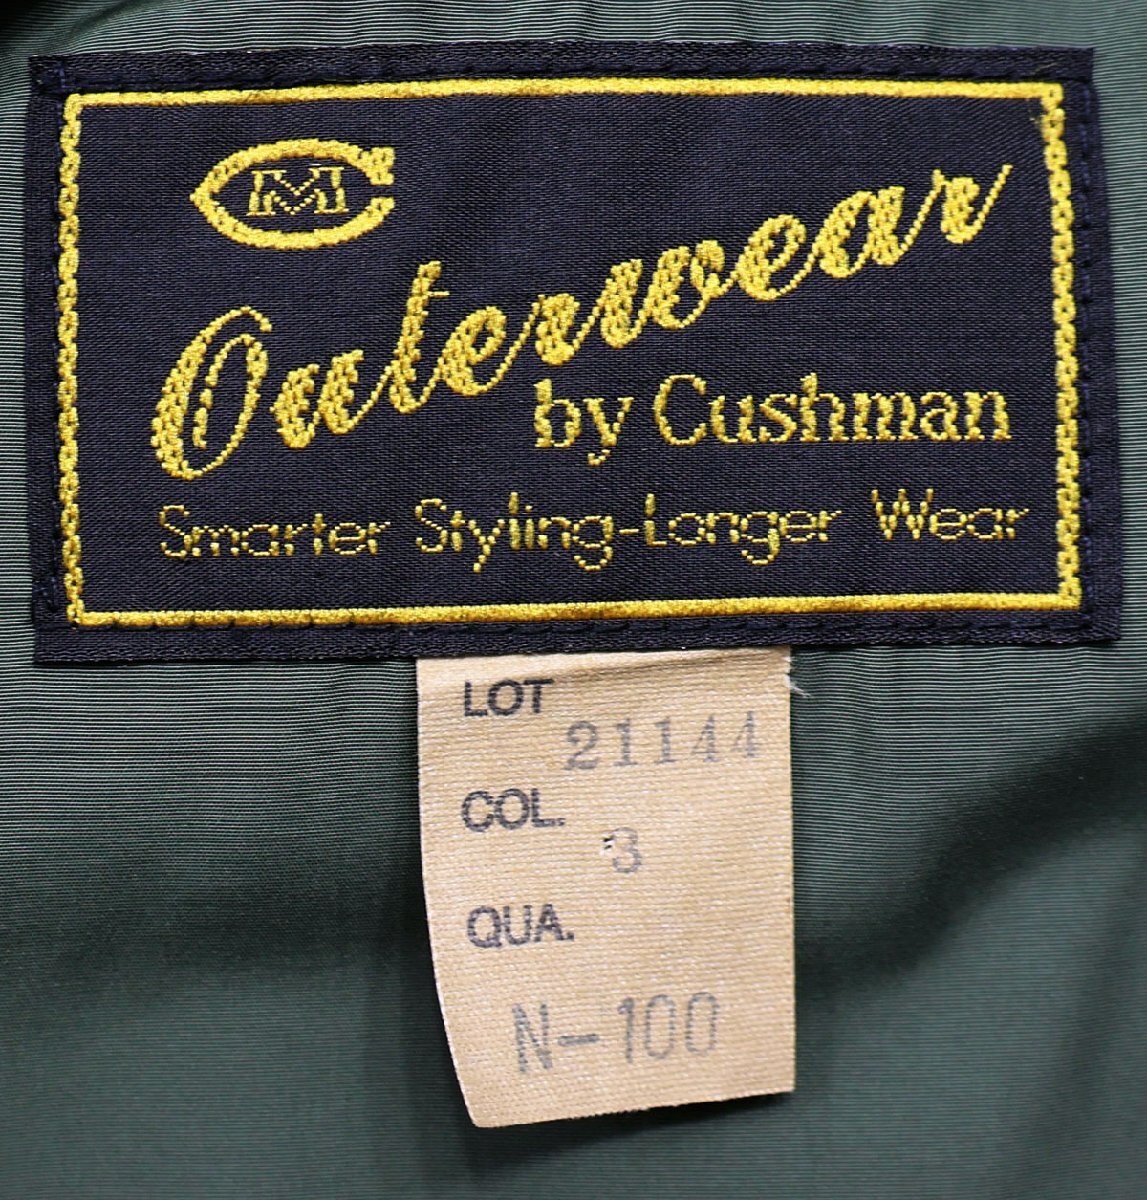 CM
Outerwear
by Cushman
Smarter Styling-Longer Wear
LOT
21144
COL.
3
QUA.
N-100